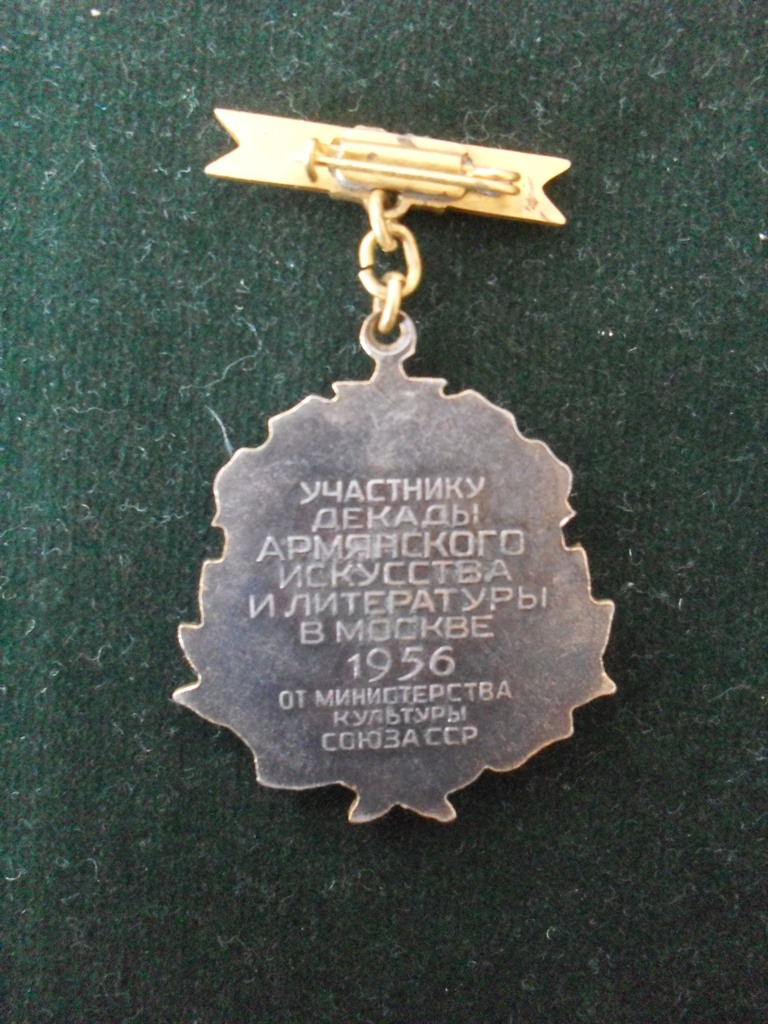 УЧАСТНИКУ
ДЕКАДЫ
АРМЯНСКОГО
ИСКУССТВА
И ЛИТЕРАТУРЫ
В МОСКВЕ
1956
ОТ МИНИСТЕРСТВА
КУЛЬТУРЫ
СОЮЗА ССР